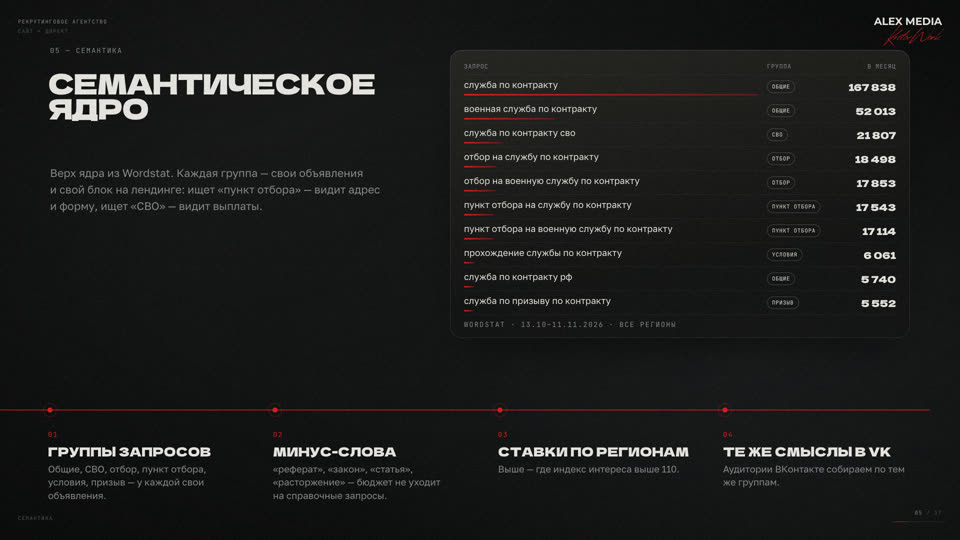 РЕКРУТИНГОВОЕ АГЕНТСТВО
САЙТ + ДИРЕКТ
ALEX MEDIA
05 — СЕМАНТИКА
СЕМАНТИЧЕСКОЕ
ЯДРО
Верх ядра из Wordstat. Каждая группа — свои объявления
и свой блок на лендинге: ищет «пункт отбора» — видит адрес
и форму, ищет «СВО» — видит выплаты.
ЗАПРОС ГРУППА В МЕСЯЦ
служба по контракту ОБЩИЕ 167 838
военная служба по контракту ОБЩИЕ 52 013
служба по контракту сво СВО 21 807
отбор на службу по контракту ОТБОР 18 498
отбор на военную службу по контракту ОТБОР 17 853
пункт отбора на службу по контракту ПУНКТ ОТБОРА 17 543
пункт отбора на военную службу по контракту ПУНКТ ОТБОРА 17 114
прохождение службы по контракту УСЛОВИЯ 6 061
служба по контракту рф ОБЩИЕ 5 740
служба по призыву по контракту ПРИЗЫВ 5 552
WORDSTAT · 13.10–11.11.2026 · ВСЕ РЕГИОНЫ
01
ГРУППЫ ЗАПРОСОВ
Общие, СВО, отбор, пункт отбора,
условия, призыв — у каждой свои
объявления.
02
МИНУС-СЛОВА
«реферат», «закон», «статья»,
«расторжение» — бюджет не уходит
на справочные запросы.
03
СТАВКИ ПО РЕГИОНАМ
Выше — где индекс интереса выше 110.
04
ТЕ ЖЕ СМЫСЛЫ В VK
Аудитории ВКонтакте собираем по тем
же группам.
СЕМАНТИКА
05 / 17